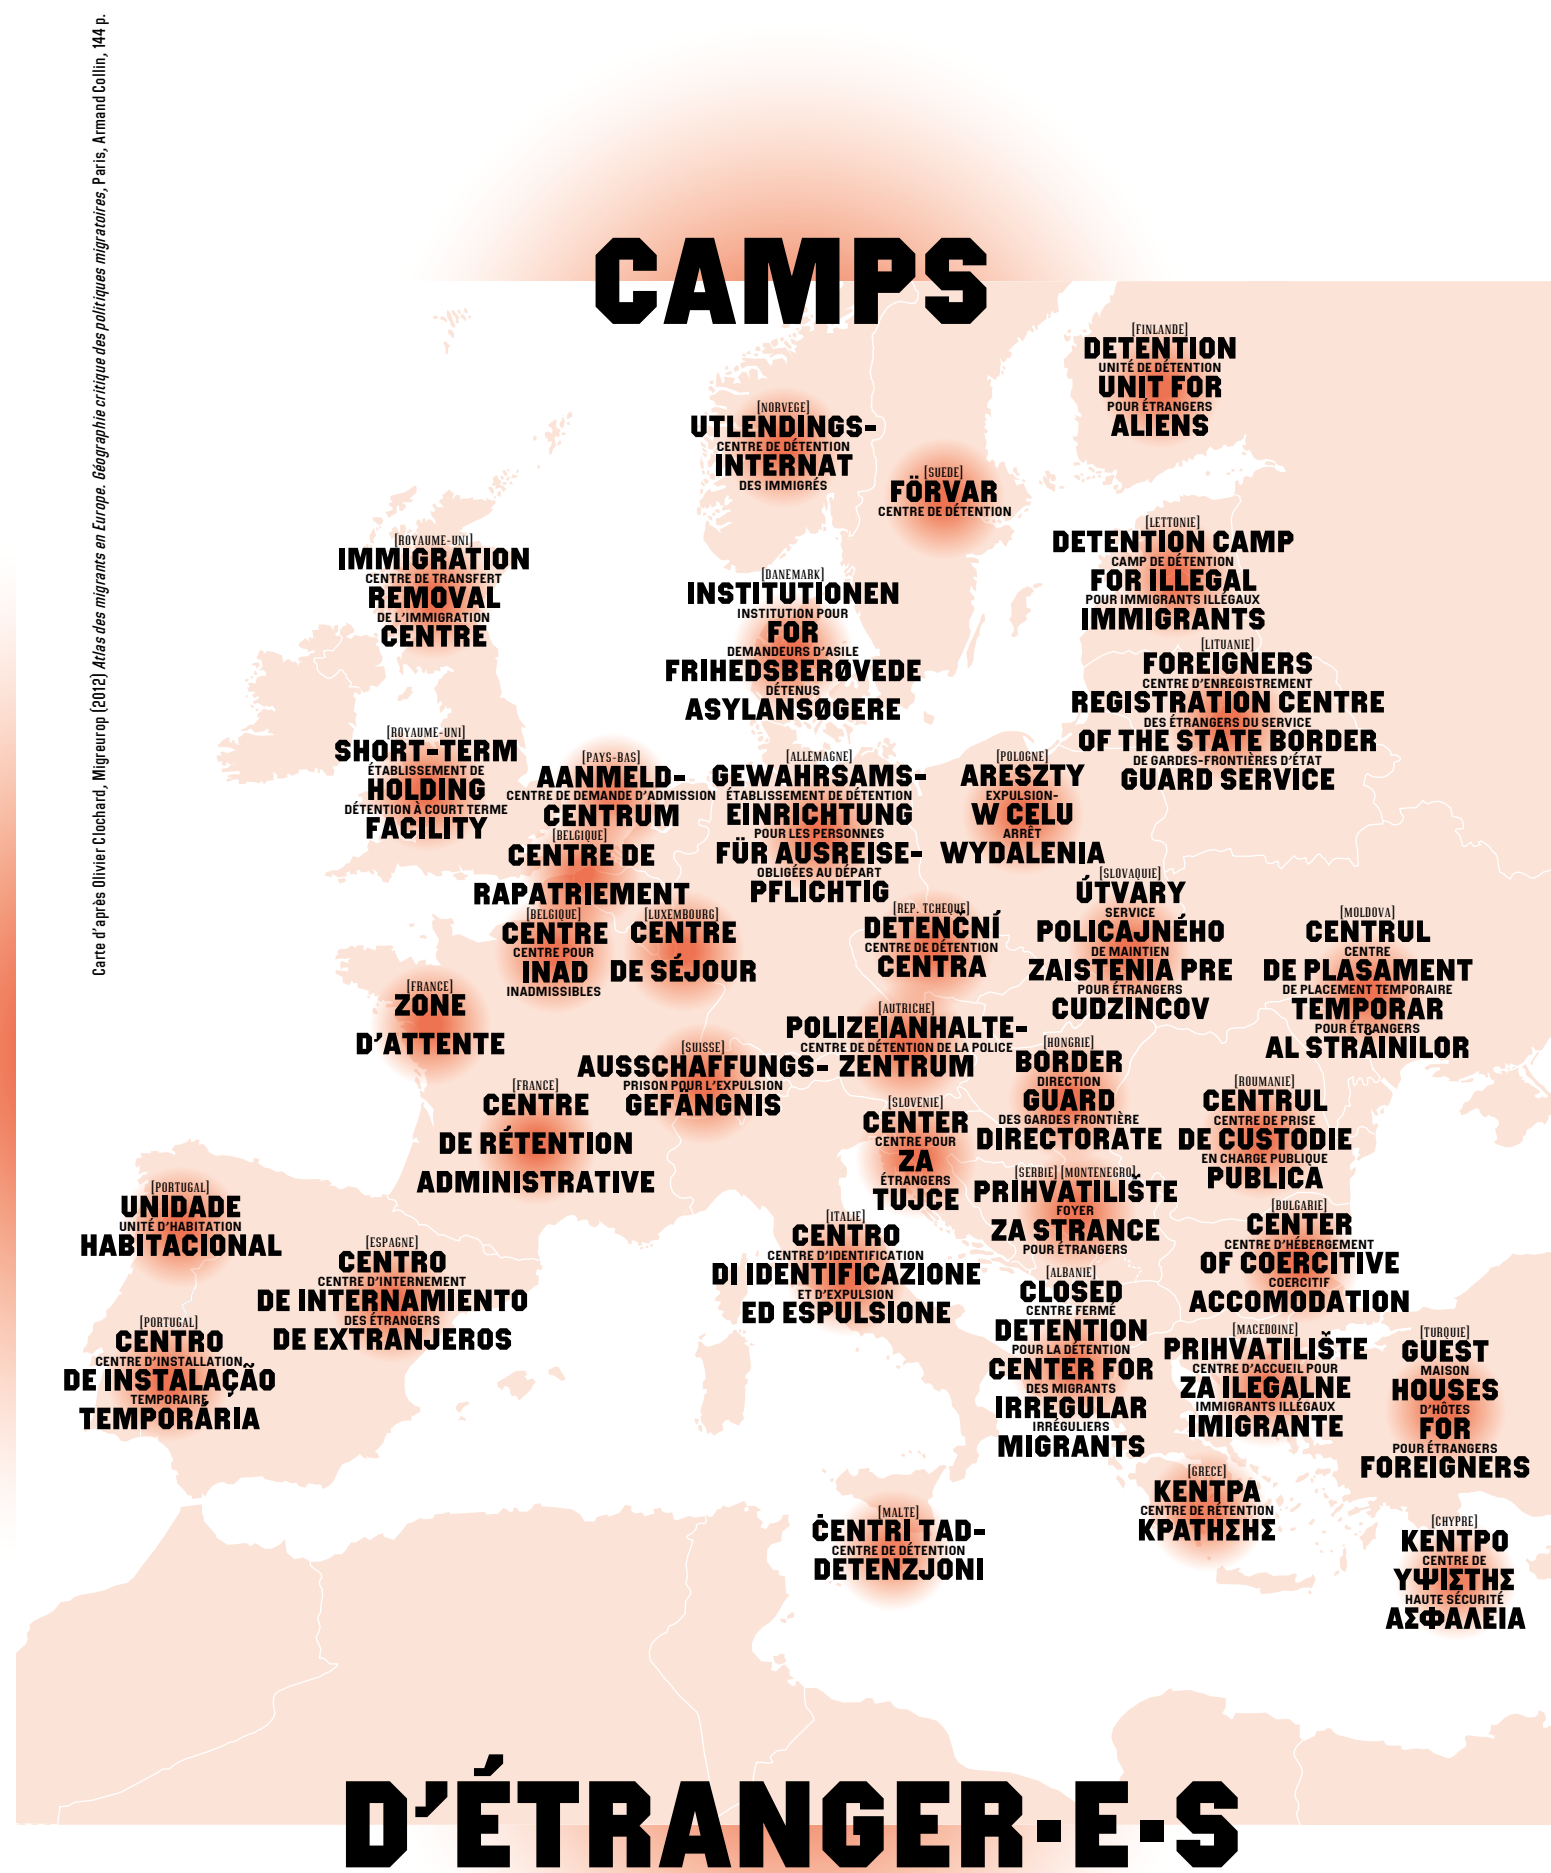 Carte d'après Olivier Clochard, Migreurop (2012) Atlas des migrants en Europe. Géographie critique des politiques migratoires, Paris, Armand Collin, 144 p.
CAMPS
[FINLANDE]
DETENTION
UNITÉ DE DÉTENTION
UNIT FOR
POUR ÉTRANGERS
ALIENS
[NORVEGE]
UTLENDINGS-
CENTRE DE DÉTENTION
INTERNAT
DES IMMIGRÉS
[SUEDE]
FÖRVAR
CENTRE DE DÉTENTION
[LETTONIE]
DETENTION CAMP
CAMP DE DÉTENTION
FOR ILLEGAL
POUR IMMIGRANTS ILLÉGAUX
IMMIGRANTS
[ROYAUME-UNI]
IMMIGRATION
CENTRE DE TRANSFERT
REMOVAL
DE L'IMMIGRATION
CENTRE
[DANEMARK]
INSTITUTIONEN
INSTITUTION POUR
FOR
DEMANDEURS D'ASILE
FRIHEDSBERØVEDE
DÉTENUS
ASYLANSØGERE
[LITUANIE]
FOREIGNERS
CENTRE D'ENREGISTREMENT
REGISTRATION CENTRE
DES ÉTRANGERS DU SERVICE
OF THE STATE BORDER
DE GARDES-FRONTIÈRES D'ÉTAT
GUARD SERVICE
[ROYAUME-UNI]
SHORT-TERM
ÉTABLISSEMENT DE
HOLDING
DÉTENTION À COURT TERME
FACILITY
[PAYS-BAS]
AANMELD-
CENTRE DE DEMANDE D'ADMISSION
CENTRUM
[ALLEMAGNE]
GEWAHRSAMS-
ÉTABLISSEMENT DE DÉTENTION
EINRICHTUNG
POUR LES PERSONNES
FÜR AUSREISE-
OBLIGÉES AU DÉPART
PFLICHTIG
[POLOGNE]
ARESZTY
EXPULSION-
W CELU
ARRÊT
WYDALENIA
[BELGIQUE]
CENTRE DE
RAPATRIEMENT
[SLOVAQUIE]
ÚTVARY
SERVICE
POLICAJNÉHO
DE MAINTIEN
ZAISTENIA PRE
POUR ÉTRANGERS
CUDZINCOV
[BELGIQUE]
CENTRE
CENTRE POUR
INAD
INADMISSIBLES
[LUXEMBOURG]
CENTRE
DE SÉJOUR
[REP. TCHEQUE]
DETENČNÍ
CENTRE DE DÉTENTION
CENTRA
[MOLDOVA]
CENTRUL
CENTRE
DE PLASAMENT
DE PLACEMENT TEMPORAIRE
TEMPORAR
POUR ÉTRANGERS
AL STRĂINILOR
[FRANCE]
ZONE
D'ATTENTE
[AUTRICHE]
POLIZEIANHALTE-
CENTRE DE DÉTENTION DE LA POLICE
ZENTRUM
[SUISSE]
AUSSCHAFFUNGS-
PRISON POUR L'EXPULSION
GEFÄNGNIS
[HONGRIE]
BORDER
DIRECTION
GUARD
DES GARDES FRONTIÈRE
DIRECTORATE
[FRANCE]
CENTRE
DE RÉTENTION
ADMINISTRATIVE
[ROUMANIE]
CENTRUL
CENTRE DE PRISE
DE CUSTODIE
EN CHARGE PUBLIQUE
PUBLICÀ
[SLOVENIE]
CENTER
CENTRE POUR
ZA
ÉTRANGERS
TUJCE
[SERBIE] [MONTENEGRO]
PRIHVATILIŠTE
FOYER
ZA STRANCE
POUR ÉTRANGERS
[PORTUGAL]
UNIDADE
UNITÉ D'HABITATION
HABITACIONAL
[ESPAGNE]
CENTRO
CENTRE D'INTERNEMENT
DE INTERNAMIENTO
DES ÉTRANGERS
DE EXTRANJEROS
[ITALIE]
CENTRO
CENTRE D'IDENTIFICATION
DI IDENTIFICAZIONE
ET D'EXPULSION
ED ESPULSIONE
[BULGARIE]
CENTER
CENTRE D'HÉBERGEMENT
OF COERCITIVE
COERCITIF
ACCOMODATION
[ALBANIE]
CLOSED
CENTRE FERMÉ
DETENTION
POUR LA DÉTENTION
CENTER FOR
DES MIGRANTS
IRREGULAR
IRRÉGULIERS
MIGRANTS
[PORTUGAL]
CENTRO
CENTRE D'INSTALLATION
DE INSTALAÇÃO
TEMPORAIRE
TEMPORÁRIA
[MACEDOINE]
PRIHVATILIŠTE
CENTRE D'ACCUEIL POUR
ZA ILEGALNE
IMMIGRANTS ILLÉGAUX
IMIGRANTE
[TURQUIE]
GUEST
MAISON
HOUSES
D'HÔTES
FOR
POUR ÉTRANGERS
FOREIGNERS
[GRECE]
ΚΕΝΤΡΑ
CENTRE DE RÉTENTION
ΚΡΑΤΗΣΗΣ
[MALTE]
ĊENTRI TAD-
CENTRE DE DÉTENTION
DETENZJONI
[CHYPRE]
ΚΕΝΤΡΟ
CENTRE DE
ΥΨΙΣΤΗΣ
HAUTE SÉCURITÉ
ΑΣΦΑΛΕΙΑ
D'ÉTRANGER·E·S